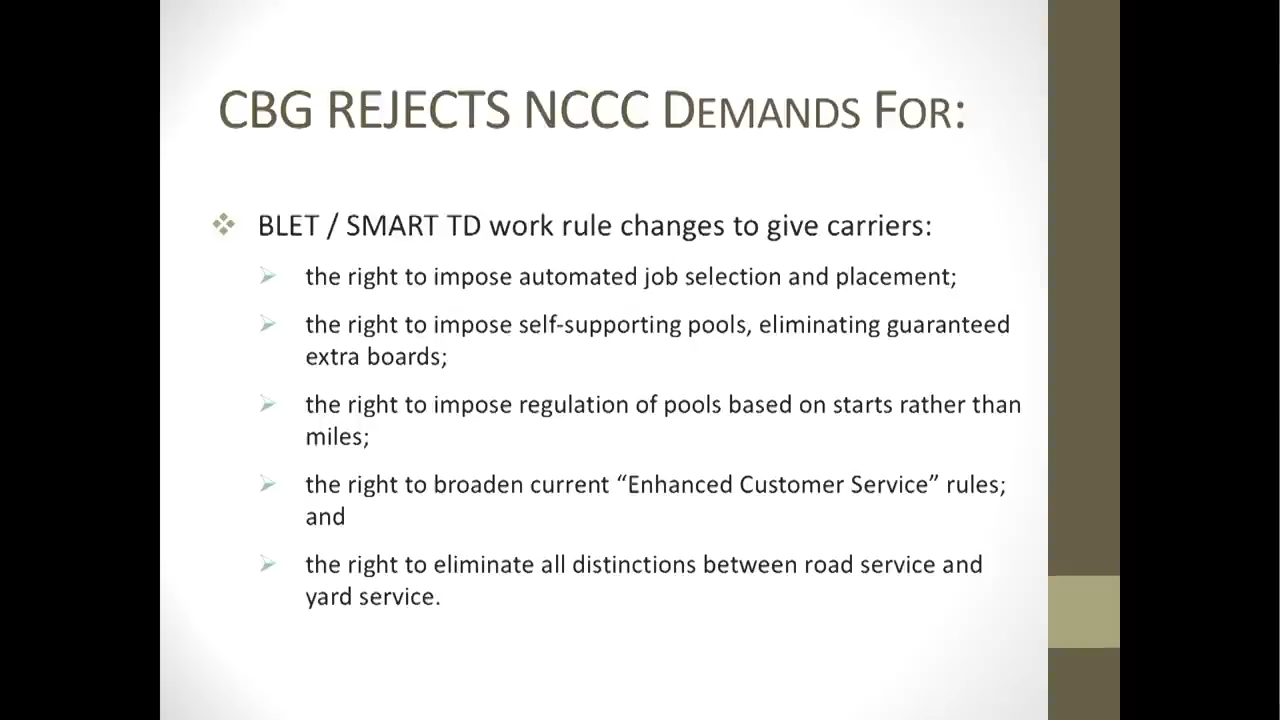 CBG REJECTS NCCC DEMANDS FOR:
BLET / SMART TD work rule changes to give carriers:
the right to impose automated job selection and placement;
the right to impose self-supporting pools, eliminating guaranteed
extra boards;
the right to impose regulation of pools based on starts rather than
miles;
the right to broaden current “Enhanced Customer Service” rules;
and
the right to eliminate all distinctions between road service and
yard service.